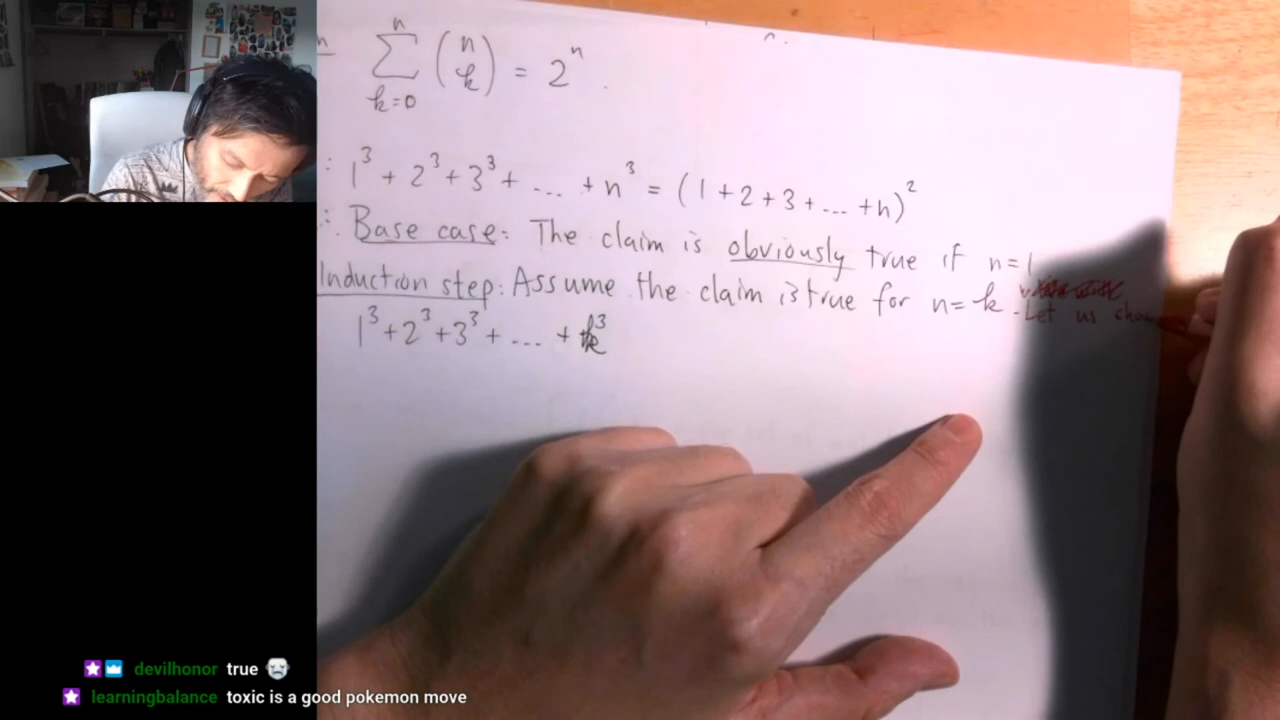 ∑_{k=0}^{n} (n k) = 2^n .
: 1³ + 2³ + 3³ + ... + n³ = (1 + 2 + 3 + ... + n)²
: Base case: The claim is obviously true if n=1
Induction step: Assume the claim is true for n= k. Let us
1³ + 2³ + 3³ + ... + k³
devilhonor true
learningbalance toxic is a good pokemon move